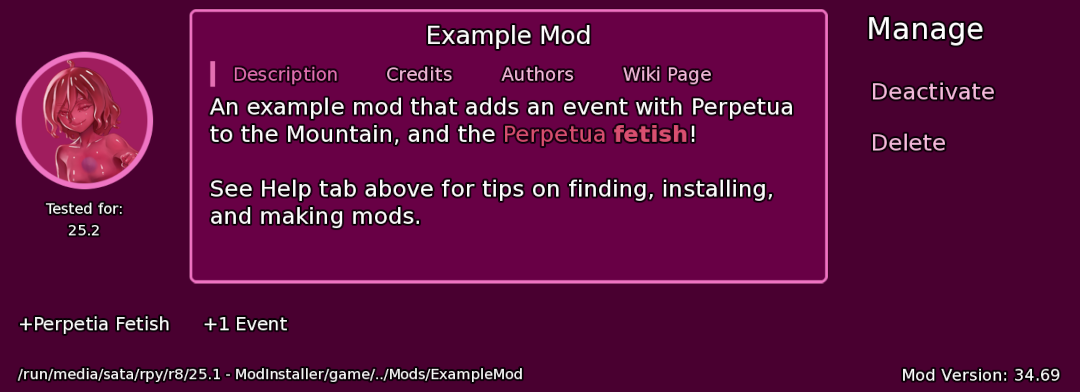 Example Mod
Manage
Description Credits Authors Wiki Page
An example mod that adds an event with Perpetua
to the Mountain, and the Perpetua fetish!
See Help tab above for tips on finding, installing,
and making mods.
Deactivate
Delete
Tested for:
25.2
+Perpetia Fetish +1 Event
/run/media/sata/rpy/r8/25.1 - ModInstaller/game/../Mods/ExampleMod
Mod Version: 34.69